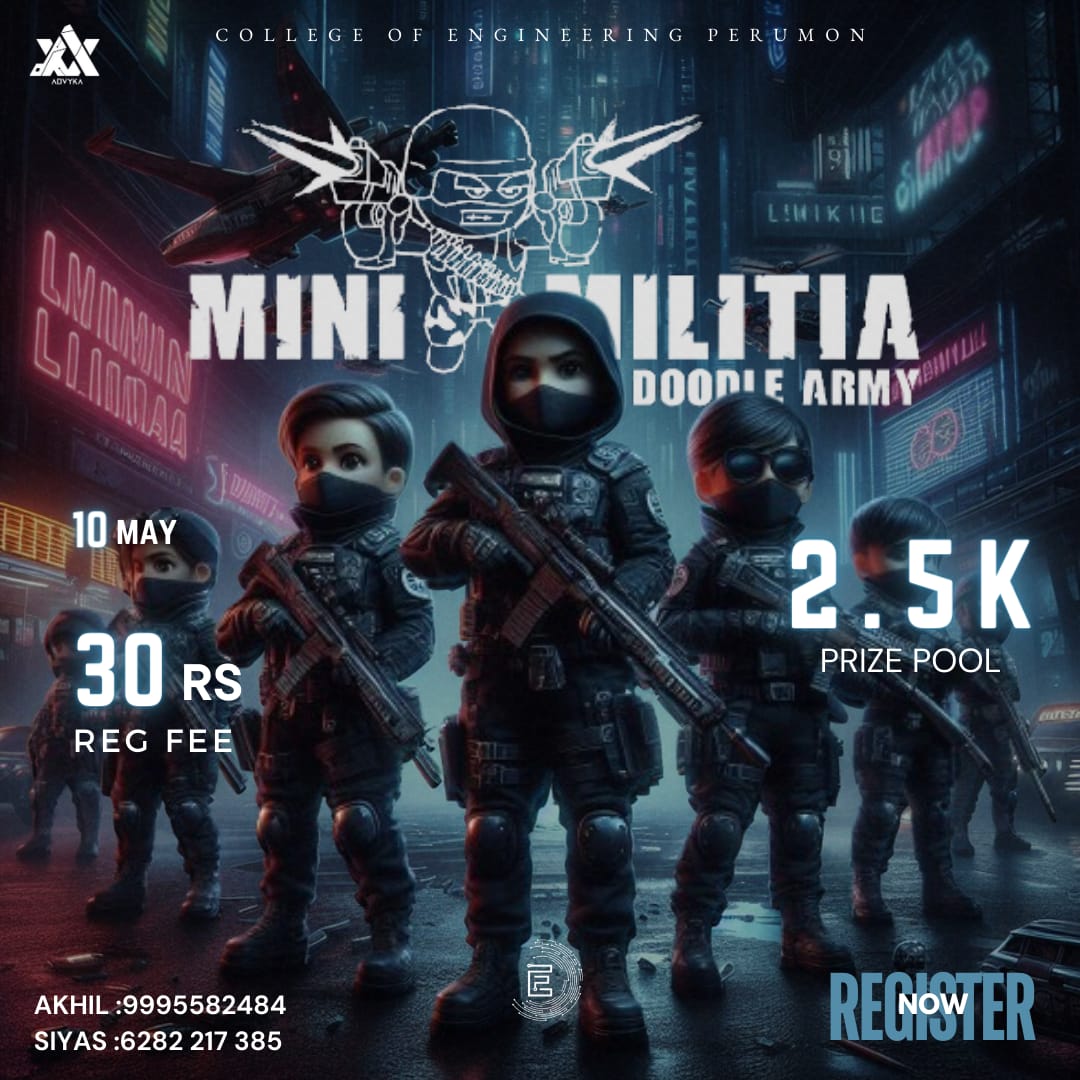 COLLEGE OF ENGINEERING PERUMON
ADVYKA
MINI MILITIA
DOODLE ARMY
10 MAY
30 RS
REG FEE
2.5K
PRIZE POOL
AKHIL :9995582484
SIYAS :6282 217 385
E
REGISTER
NOW